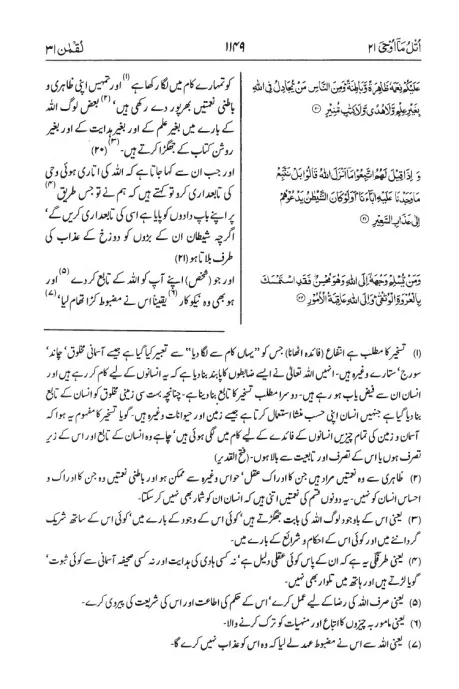 اُتْلُ مَآ اُوْحِیَ ۲۱
۱۱۴۹
لُقْمٰن ۳۱
عَلَيْكُمْ نِعَمَهٗ ظَاهِرَةً وَّبَاطِنَةً ؕ وَمِنَ النَّاسِ مَنْ يُّجَادِلُ فِي اللّٰهِ
بِغَيْرِ عِلْمٍ وَّلَا هُدًى وَّلَا كِتٰبٍ مُّنِيْرٍ ۝۲۰
وَاِذَا قِيْلَ لَهُمُ اتَّبِعُوْا مَآ اَنْزَلَ اللّٰهُ قَالُوْا بَلْ نَتَّبِعُ
مَا وَجَدْنَا عَلَيْهِ اٰبَآءَنَا ؕ اَوَلَوْ كَانَ الشَّيْطٰنُ يَدْعُوْهُمْ
اِلٰى عَذَابِ السَّعِيْرِ ۝۲۱
وَمَنْ يُّسْلِمْ وَجْهَهٗٓ اِلَى اللّٰهِ وَهُوَ مُحْسِنٌ فَقَدِ اسْتَمْسَكَ
بِالْعُرْوَةِ الْوُثْقٰى ؕ وَاِلَى اللّٰهِ عَاقِبَةُ الْاُمُوْرِ ۝۲۲
کو تمہارے کام میں لگا رکھا ہے (۱) اور تمہیں اپنی ظاہری و
باطنی نعمتیں بھرپور دے رکھی ہیں‘ (۲) بعض لوگ اللہ
کے بارے میں بغیر علم کے اور بغیر ہدایت کے اور بغیر
روشن کتاب کے جھگڑا کرتے ہیں۔ (۳) (۲۰)
اور جب ان سے کہا جاتا ہے کہ اللہ کی اتاری ہوئی وحی
کی تابعداری کرو تو کہتے ہیں کہ ہم نے تو جس طریق (۴)
پر اپنے باپ دادوں کو پایا ہے اسی کی تابعداری کریں گے‘
اگرچہ شیطان ان کے بڑوں کو دوزخ کے عذاب کی
طرف بلاتا ہو (۲۱)
اور جو (شخص) اپنے آپ کو اللہ کے تابع کر دے (۵) اور
ہو بھی وہ نیکو کار (۶) یقیناً اس نے مضبوط کڑا تھام لیا‘ (۷)
(۱) تسخیر کا مطلب ہے انتفاع (فائدہ اٹھانا) جس کو ”یہاں کام سے لگا دیا“ سے تعبیر کیا گیا ہے جیسے آسمانی مخلوق‘ چاند‘
سورج‘ ستارے وغیرہ ہیں۔ انہیں اللہ تعالیٰ نے ایسے ضابطوں کا پابند بنا دیا ہے کہ یہ انسانوں کے لیے کام کر رہے ہیں اور
انسان ان سے فیض یاب ہو رہے ہیں۔ دوسرا مطلب تسخیر کا تابع بنا دینا ہے۔ چنانچہ بہت سی زمینی مخلوق کو انسان کے تابع
بنا دیا گیا ہے جنہیں انسان اپنی حسب منشا استعمال کرتا ہے جیسے زمین اور حیوانات وغیرہ ہیں۔ گویا تسخیر کا مفہوم یہ ہوا کہ
آسمان و زمین کی تمام چیزیں انسانوں کے فائدے کے لیے کام میں لگی ہوئی ہیں‘ چاہے وہ انسان کے تابع اور اس کے زیر
تصرف ہوں یا اس کے تصرف اور تابعیت سے بالا ہوں۔ (فتح القدیر)
(۲) ظاہری سے وہ نعمتیں مراد ہیں جن کا ادراک عقل‘ حواس وغیرہ سے ممکن ہو اور باطنی نعمتیں وہ جن کا ادراک و
احساس انسان کو نہیں۔ یہ دونوں قسم کی نعمتیں اتنی ہیں کہ انسان ان کو شمار بھی نہیں کر سکتا۔
(۳) یعنی اس کے باوجود لوگ اللہ کی بابت جھگڑتے ہیں‘ کوئی اس کے وجود کے بارے میں‘ کوئی اس کے ساتھ شریک
گرداننے میں اور کوئی اس کے احکام و شرائع کے بارے میں۔
(۴) یعنی طرفگی یہ ہے کہ ان کے پاس کوئی عقلی دلیل ہے‘ نہ کسی ہادی کی ہدایت اور نہ کسی صحیفہ آسمانی سے کوئی ثبوت‘
گویا لڑتے ہیں اور ہاتھ میں تلوار بھی نہیں۔
(۵) یعنی صرف اللہ کی رضا کے لیے عمل کرے‘ اس کے حکم کی اطاعت اور اس کی شریعت کی پیروی کرے۔
(۶) یعنی مامور بہ چیزوں کا اتباع اور منہیات کو ترک کرنے والا۔
(۷) یعنی اللہ سے اس نے مضبوط عہد لے لیا کہ وہ اس کو عذاب نہیں کرے گا۔